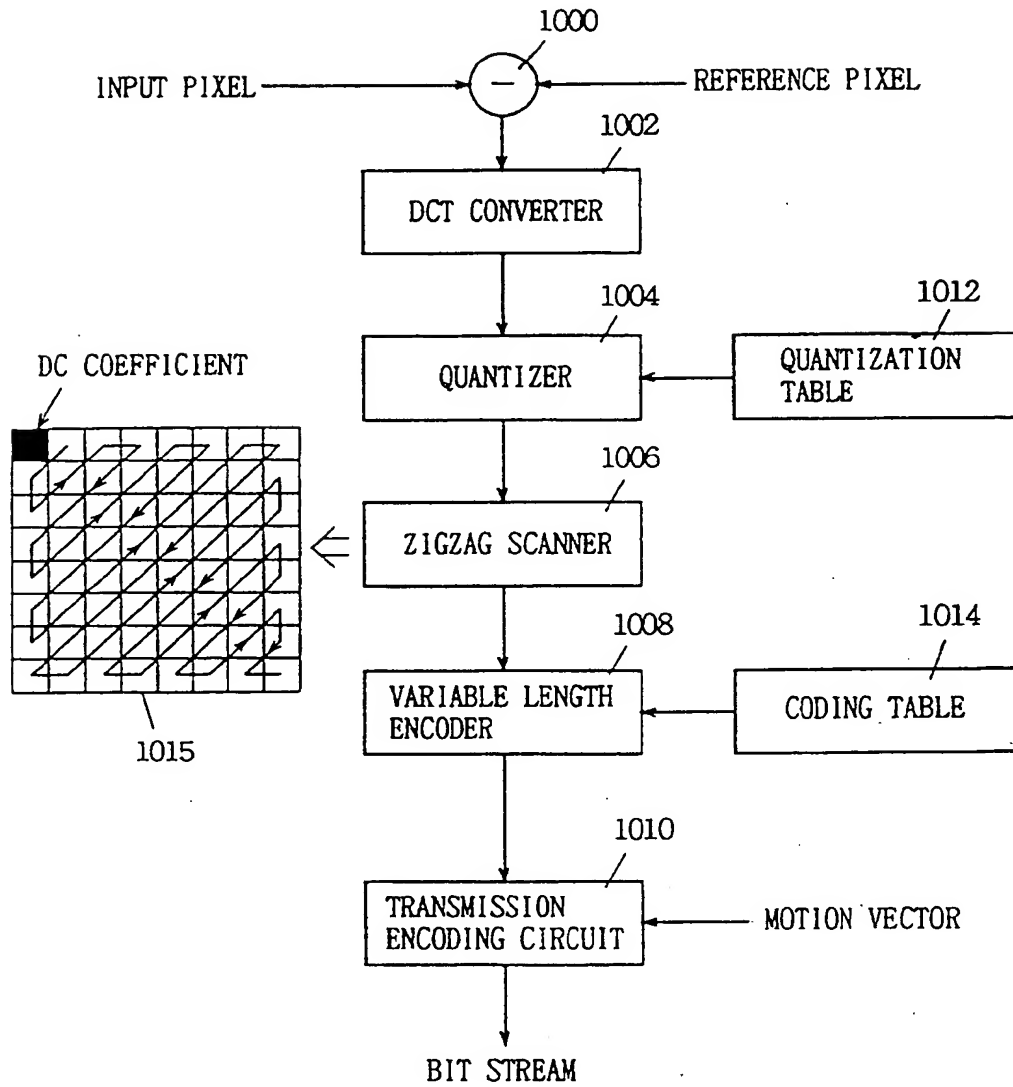 1000
INPUT PIXEL
−
REFERENCE PIXEL
1002
DCT CONVERTER
1004
1012
QUANTIZER
QUANTIZATION
TABLE
DC COEFFICIENT
1006
ZIGZAG SCANNER
1008
1014
VARIABLE LENGTH
ENCODER
CODING TABLE
1015
1010
TRANSMISSION
ENCODING CIRCUIT
MOTION VECTOR
BIT STREAM